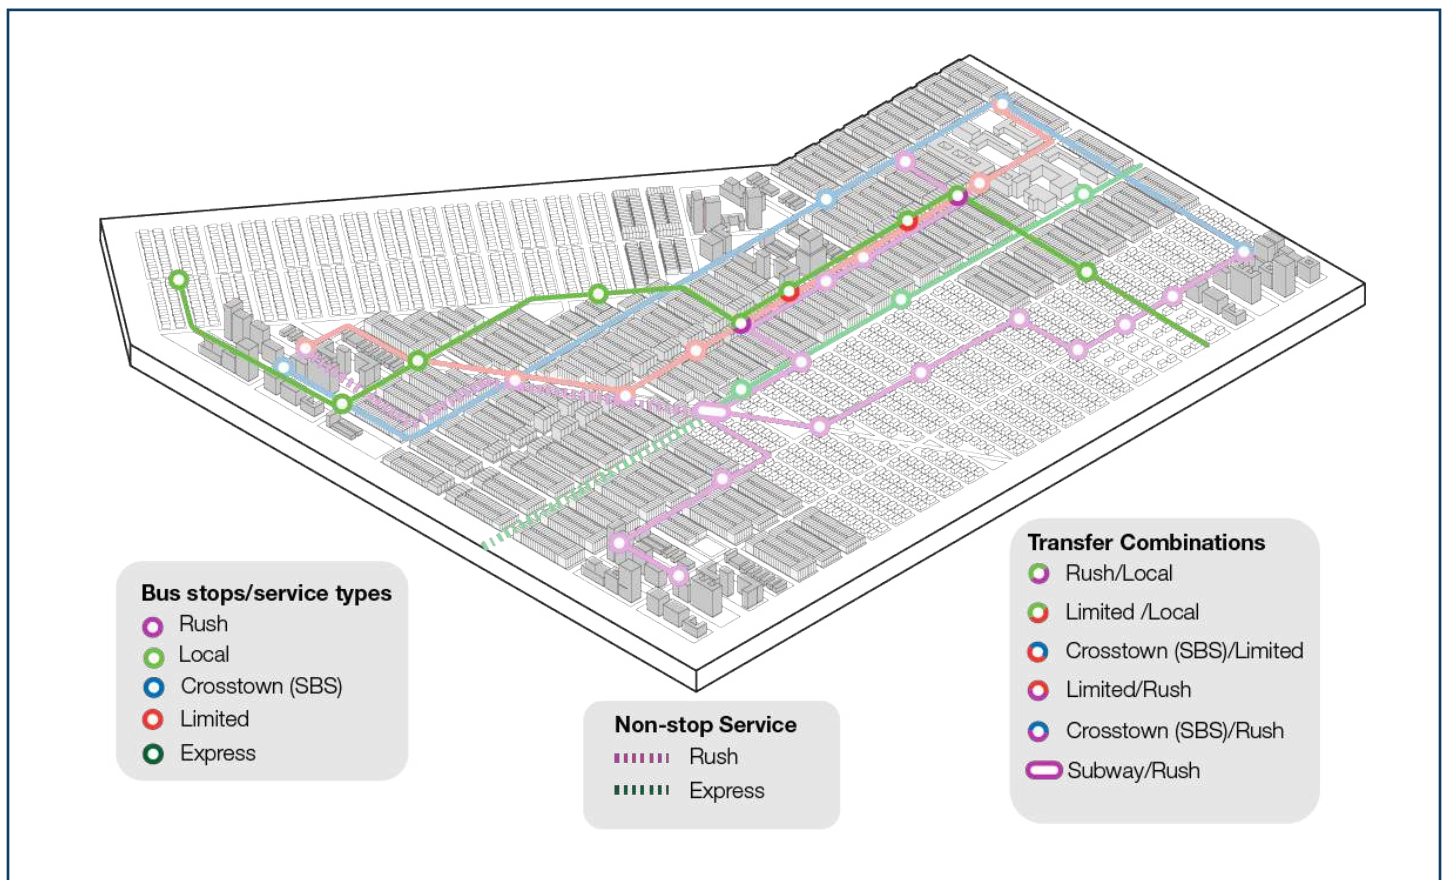 Bus stops/service types
Rush
Local
Crosstown (SBS)
Limited
Express
Non-stop Service
Rush
Express
Transfer Combinations
Rush/Local
Limited /Local
Crosstown (SBS)/Limited
Limited/Rush
Crosstown (SBS)/Rush
Subway/Rush